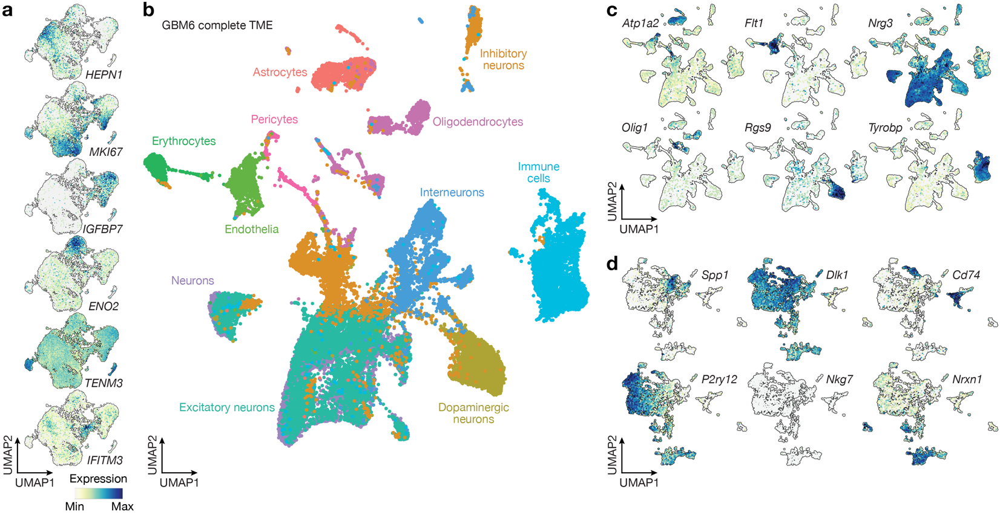 a
HEPN1
MKI67
IGFBP7
ENO2
TENM3
IFITM3
UMAP2
UMAP1
Expression
Min Max
b
GBM6 complete TME
Inhibitory
neurons
Astrocytes
Pericytes
Oligodendrocytes
Erythrocytes
Immune
cells
Interneurons
Endothelia
Neurons
Excitatory neurons
Dopaminergic
neurons
UMAP2
UMAP1
c
Atp1a2
Flt1
Nrg3
Olig1
Rgs9
Tyrobp
UMAP2
UMAP1
d
Spp1
Dlk1
Cd74
P2ry12
Nkg7
Nrxn1
UMAP2
UMAP1